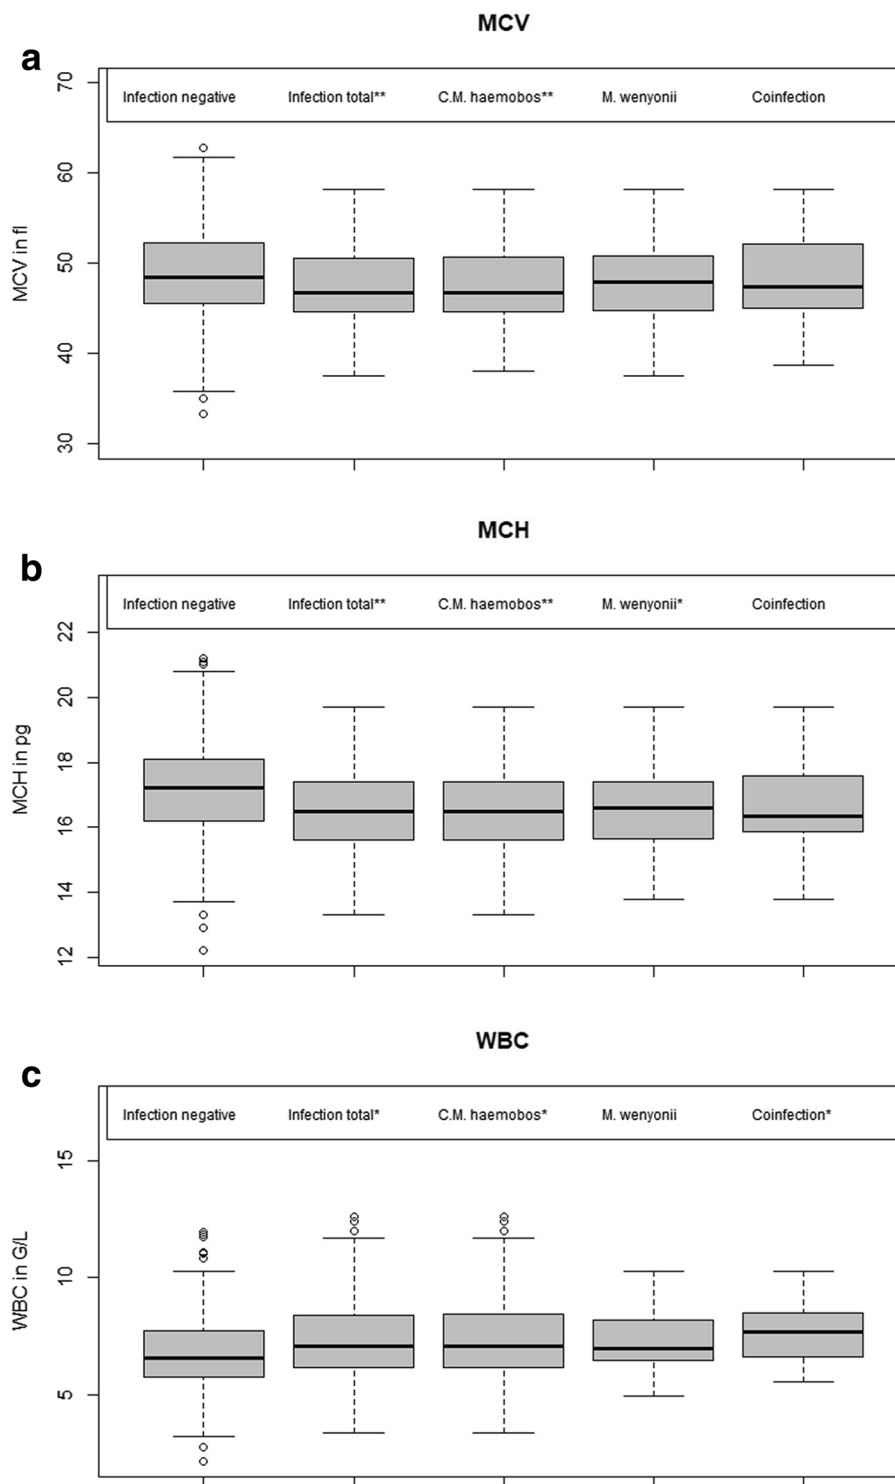 MCV
a
Infection negative Infection total** C.M. haemobos** M. wenyonii Coinfection
70
60
50
40
30
MCV in fl
MCH
b
Infection negative Infection total** C.M. haemobos** M. wenyonii* Coinfection
22
20
18
16
14
12
MCH in pg
WBC
c
Infection negative Infection total* C.M. haemobos* M. wenyonii Coinfection*
15
10
5
WBC in G/L